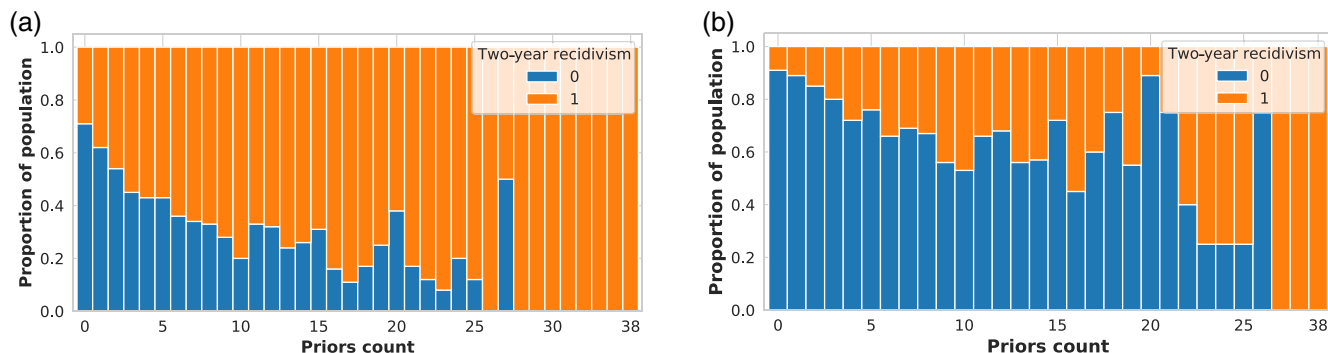 (a)
Two-year recidivism
0
1
Proportion of population
1.0
0.8
0.6
0.4
0.2
0.0
0 5 10 15 20 25 30 38
Priors count
(b)
Two-year recidivism
0
1
Proportion of population
1.0
0.8
0.6
0.4
0.2
0.0
0 5 10 15 20 25 38
Priors count